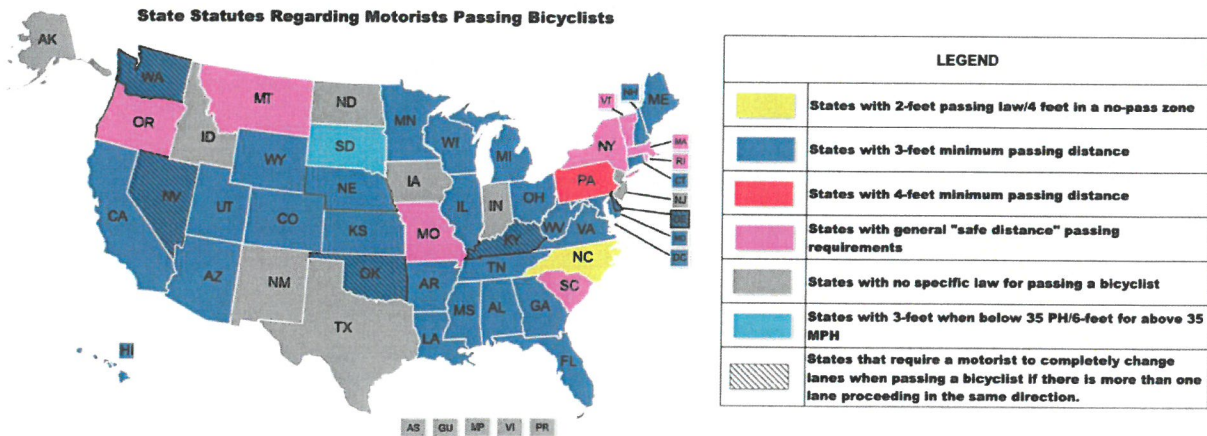 State Statutes Regarding Motorists Passing Bicyclists
AK
WA
MT
ND
MN
VT
NH
ME
OR
ID
SD
WI
MI
NY
MA
RI
CT
WY
NE
IA
PA
NJ
DE
MD
DC
NV
UT
CO
KS
MO
IL
IN
OH
WV
VA
KY
CA
AZ
NM
OK
AR
TN
NC
SC
MS
AL
GA
TX
LA
FL
HI
AS GU MP VI PR
LEGEND
States with 2-feet passing law/4 feet in a no-pass zone
States with 3-feet minimum passing distance
States with 4-feet minimum passing distance
States with general "safe distance" passing
requirements
States with no specific law for passing a bicyclist
States with 3-feet when below 35 PH/6-feet for above 35
MPH
States that require a motorist to completely change
lanes when passing a bicyclist if there is more than one
lane proceeding in the same direction.